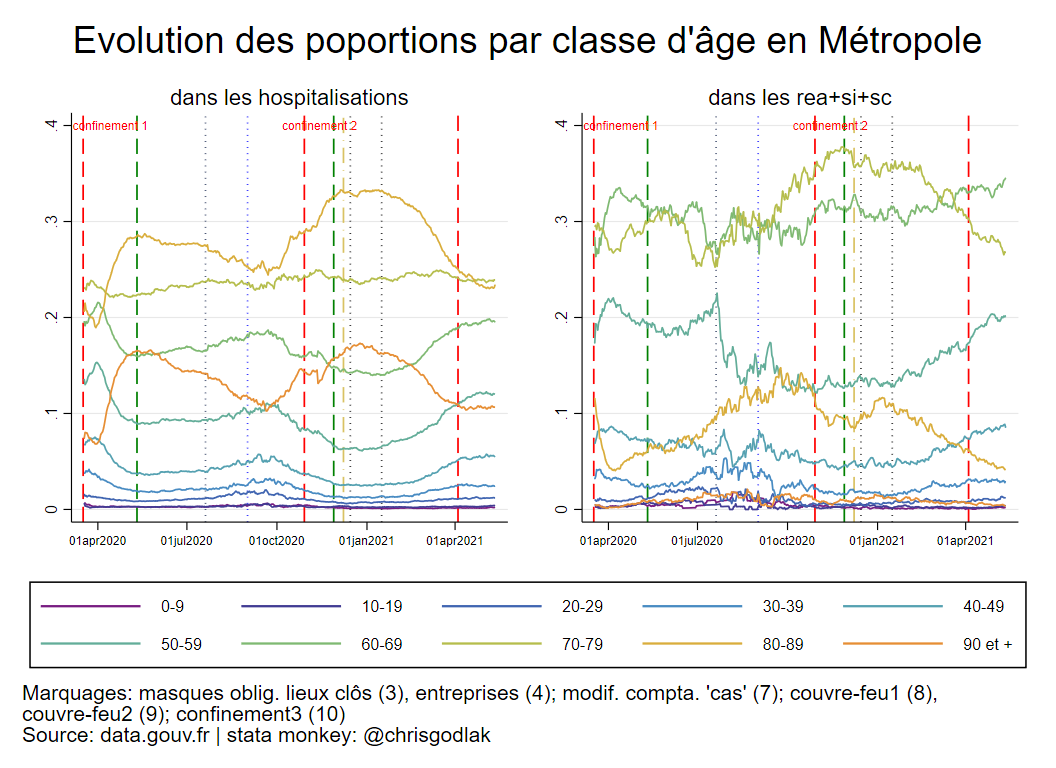 Evolution des poportions par classe d'âge en Métropole
dans les hospitalisations
dans les rea+si+sc
.4
.3
.2
.1
0
confinement 1
confinement 2
01apr2020
01jul2020
01oct2020
01jan2021
01apr2021
.4
.3
.2
.1
0
confinement 1
confinement 2
01apr2020
01jul2020
01oct2020
01jan2021
01apr2021
0-9
10-19
20-29
30-39
40-49
50-59
60-69
70-79
80-89
90 et +
Marquages: masques oblig. lieux clôs (3), entreprises (4); modif. compta. 'cas' (7); couvre-feu1 (8),
couvre-feu2 (9); confinement3 (10)
Source: data.gouv.fr | stata monkey: @chrisgodlak